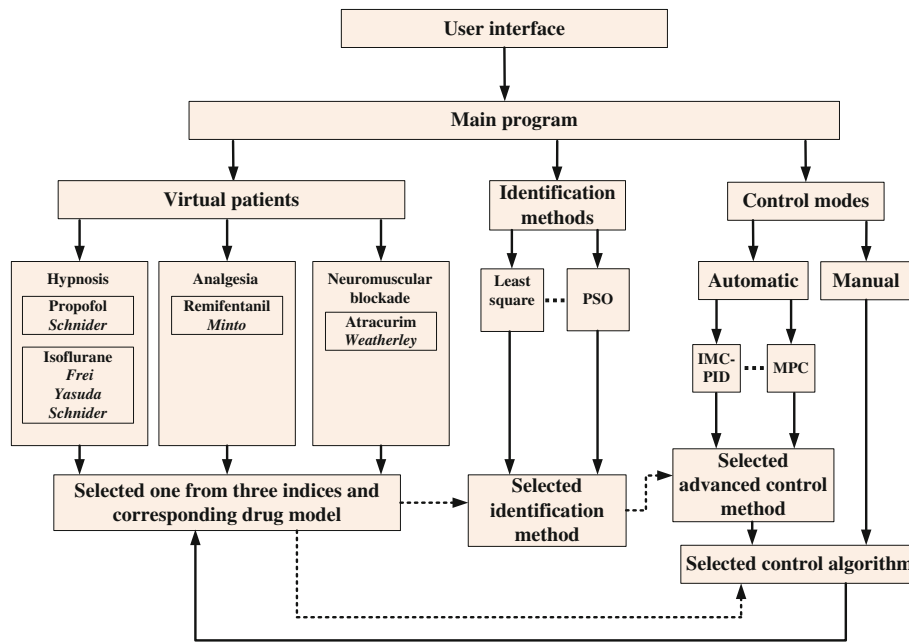 User interface
Main program
Virtual patients
Identification
methods
Control modes
Hypnosis
Propofol
Schnider
Isoflurane
Frei
Yasuda
Schnider
Analgesia
Remifentanil
Minto
Neuromuscular
blockade
Atracurim
Weatherley
Least
square
PSO
Automatic
Manual
IMC-
PID
MPC
Selected one from three indices and
corresponding drug model
Selected
identification
method
Selected
advanced control
method
Selected control algorithm